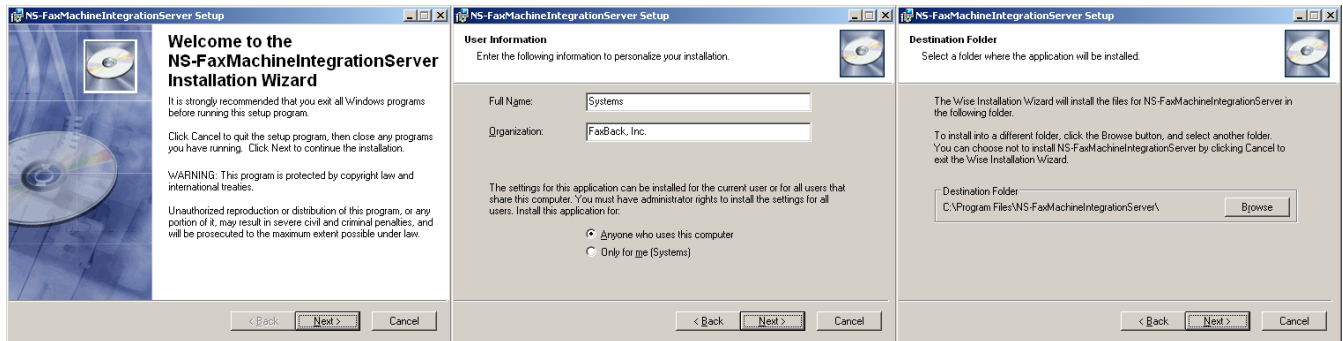 NS-FaxMachineIntegrationServer Setup
Welcome to the
NS-FaxMachineIntegrationServer
Installation Wizard
It is strongly recommended that you exit all Windows programs
before running this setup program.
Click Cancel to quit the setup program, then close any programs
you have running. Click Next to continue the installation.
WARNING: This program is protected by copyright law and
international treaties.
Unauthorized reproduction or distribution of this program, or any
portion of it, may result in severe civil and criminal penalties, and
will be prosecuted to the maximum extent possible under law.
< Back
Next >
Cancel
NS-FaxMachineIntegrationServer Setup
User Information
Enter the following information to personalize your installation.
Full Name:
Systems
Organization:
FaxBack, Inc.
The settings for this application can be installed for the current user or for all users that
share this computer. You must have administrator rights to install the settings for all
users. Install this application for:
Anyone who uses this computer
Only for me (Systems)
< Back
Next >
Cancel
NS-FaxMachineIntegrationServer Setup
Destination Folder
Select a folder where the application will be installed.
The Wise Installation Wizard will install the files for NS-FaxMachineIntegrationServer in
the following folder.
To install into a different folder, click the Browse button, and select another folder.
You can choose not to install NS-FaxMachineIntegrationServer by clicking Cancel to
exit the Wise Installation Wizard.
Destination Folder
C:\Program Files\NS-FaxMachineIntegrationServer\
Browse
< Back
Next >
Cancel